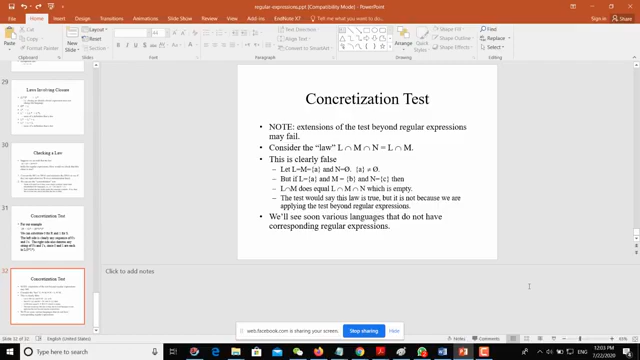 regular-expressions.ppt [Compatibility Mode] - PowerPoint
File Home Insert Design Transitions Animations Slide Show Review View Add-ins EndNote X7 Tell me what you want to do...
Sign in Share
Paste
New Slide
Layout
Reset
Section
Text Direction
Align Text
Convert to SmartArt
Arrange
Quick Styles
Shape Fill
Shape Outline
Shape Effects
Find
Replace
Select
Clipboard
Slides
Font
Paragraph
Drawing
Editing
29
Laws Involving Closure
30
Checking a Law
31
Concretization Test
32
Concretization Test
Concretization Test
• NOTE: extensions of the test beyond regular expressions
may fail.
• Consider the “law” L ∩ M ∩ N = L ∩ M.
• This is clearly false
– Let L=M={a} and N=Ø. {a} ≠ Ø.
– But if L={a} and M = {b} and N={c} then
– L∩M does equal L ∩ M ∩ N which is empty.
– The test would say this law is true, but it is not because we are
applying the test beyond regular expressions.
• We’ll see soon various languages that do not have
corresponding regular expressions.
Click to add notes
web.facebook.com is sharing your screen.
Stop sharing
Hide
Slide 32 of 32
English (United States)
Notes
Comments
Type here to search
12:03 PM
7/22/2020